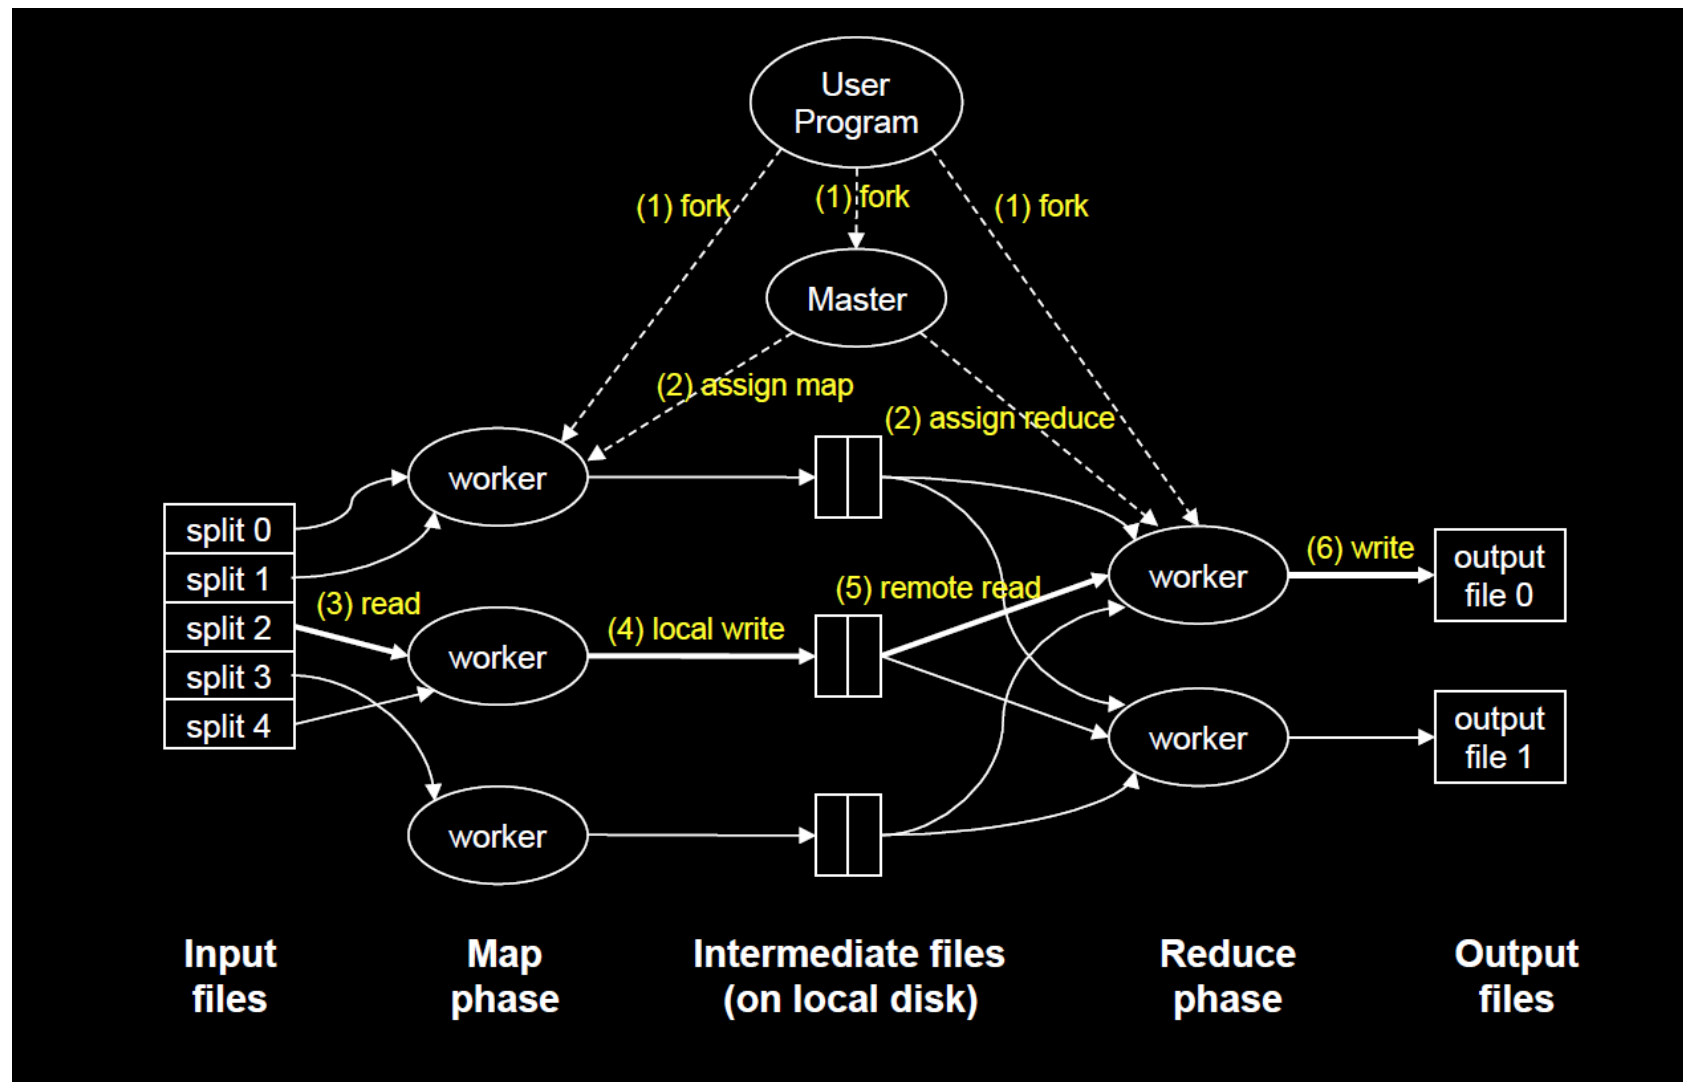 User
Program
(1) fork
(1) fork
(1) fork
Master
(2) assign map
(2) assign reduce
worker
split 0
split 1
split 2
split 3
split 4
(3) read
worker
(4) local write
(5) remote read
worker
(6) write
output
file 0
worker
output
file 1
worker
Input
files
Map
phase
Intermediate files
(on local disk)
Reduce
phase
Output
files